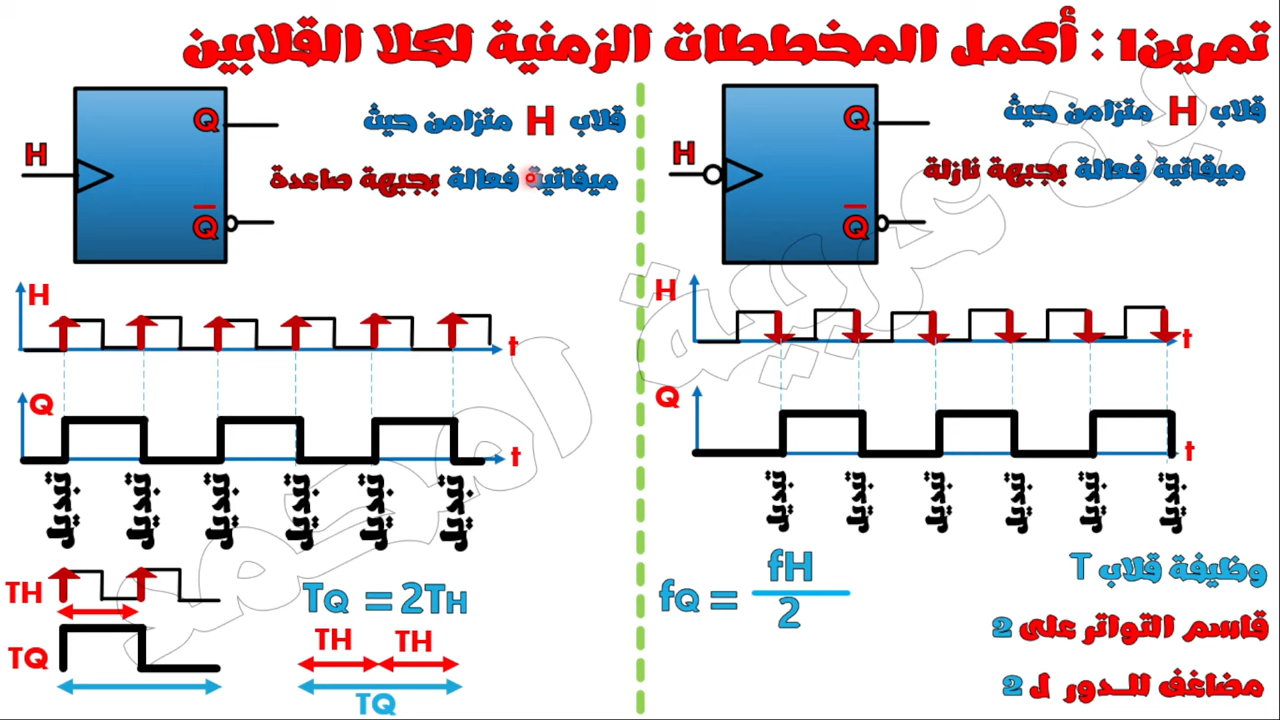 تمرين1 : أكمل المخططات الزمنية لكلا القلابين
قلاب H متزامن حيث
ميقاتية فعالة بجبهة نازلة
H
Q
Q̅
H
t
Q
t
تبديل
تبديل
تبديل
تبديل
تبديل
تبديل
وظيفة قلاب T
قاسم التواتر على 2
مضاغف للــدور ل 2
fQ = fH / 2
قلاب H متزامن حيث
ميقاتية فعالة بجبهة صاعدة
H
Q
Q̅
H
t
Q
t
تبديل
تبديل
تبديل
تبديل
تبديل
تبديل
TH
TQ
TQ = 2TH
TH TH
TQ